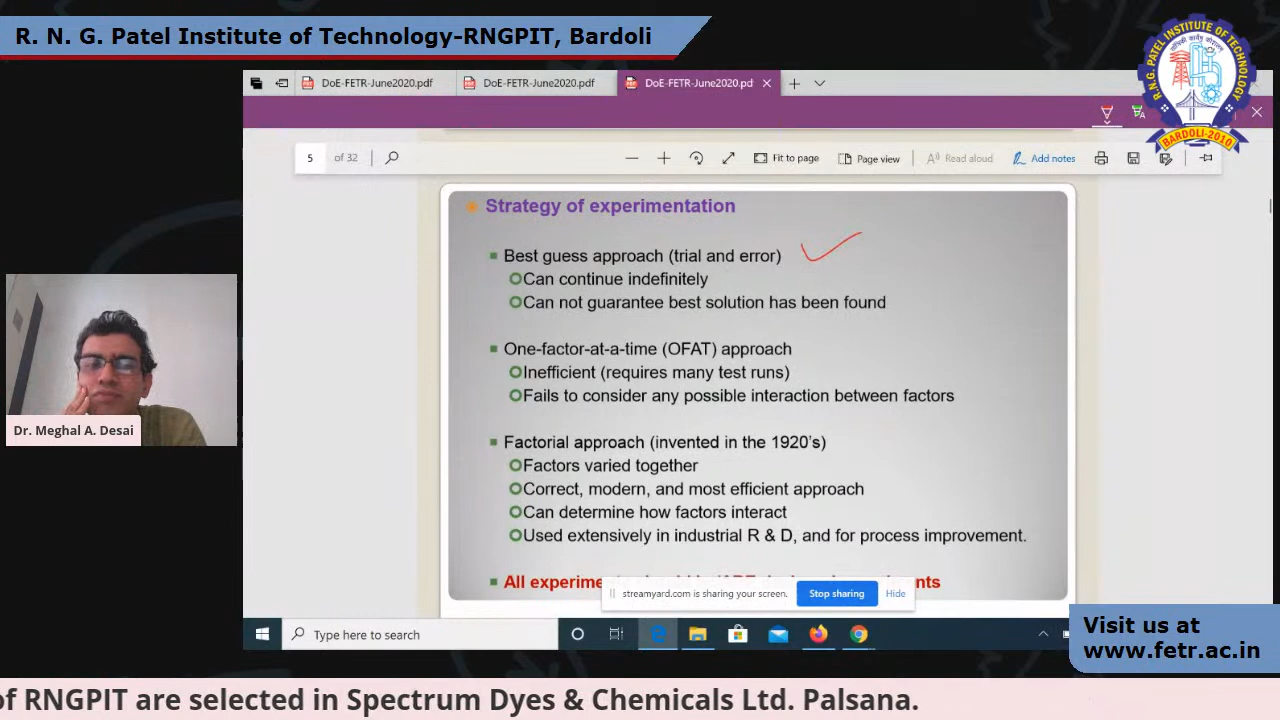 R. N. G. Patel Institute of Technology-RNGPIT, Bardoli
R. N. G. PATEL INSTITUTE OF TECHNOLOGY
BARDOLI-2010
DoE-FETR-June2020.pdf
DoE-FETR-June2020.pdf
DoE-FETR-June2020.pd
5 of 32
Fit to page
Page view
Read aloud
Add notes
Strategy of experimentation
Best guess approach (trial and error)
Can continue indefinitely
Can not guarantee best solution has been found
One-factor-at-a-time (OFAT) approach
Inefficient (requires many test runs)
Fails to consider any possible interaction between factors
Factorial approach (invented in the 1920's)
Factors varied together
Correct, modern, and most efficient approach
Can determine how factors interact
Used extensively in industrial R & D, and for process improvement.
All
streamyard.com is sharing your screen.
Stop sharing
Hide
Dr. Meghal A. Desai
Type here to search
Visit us at
www.fetr.ac.in
of RNGPIT are selected in Spectrum Dyes & Chemicals Ltd. Palsana.